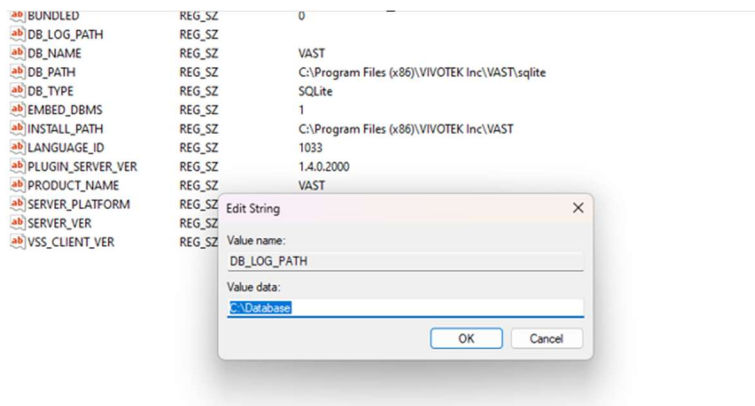 BUNDLED REG_SZ 0
DB_LOG_PATH REG_SZ
DB_NAME REG_SZ VAST
DB_PATH REG_SZ C:\Program Files (x86)\VIVOTEK Inc\VAST\sqlite
DB_TYPE REG_SZ SQLite
EMBED_DBMS REG_SZ 1
INSTALL_PATH REG_SZ C:\Program Files (x86)\VIVOTEK Inc\VAST
LANGUAGE_ID REG_SZ 1033
PLUGIN_SERVER_VER REG_SZ 1.4.0.2000
PRODUCT_NAME REG_SZ VAST
SERVER_PLATFORM REG_SZ
SERVER_VER REG_SZ
VSS_CLIENT_VER REG_SZ
Edit String
Value name:
DB_LOG_PATH
Value data:
C:\Database
OK Cancel